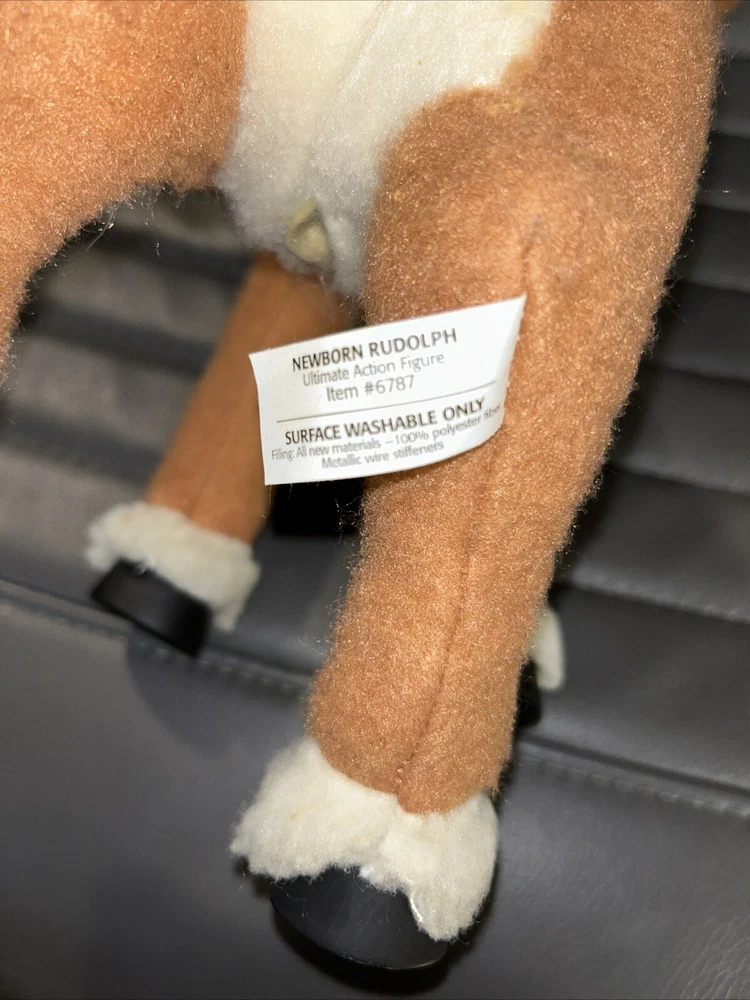 NEWBORN RUDOLPH
Ultimate Action Figure
Item #6787
SURFACE WASHABLE ONLY
Filing: All new materials –100% polyester fiber
Metallic wire stiffeners